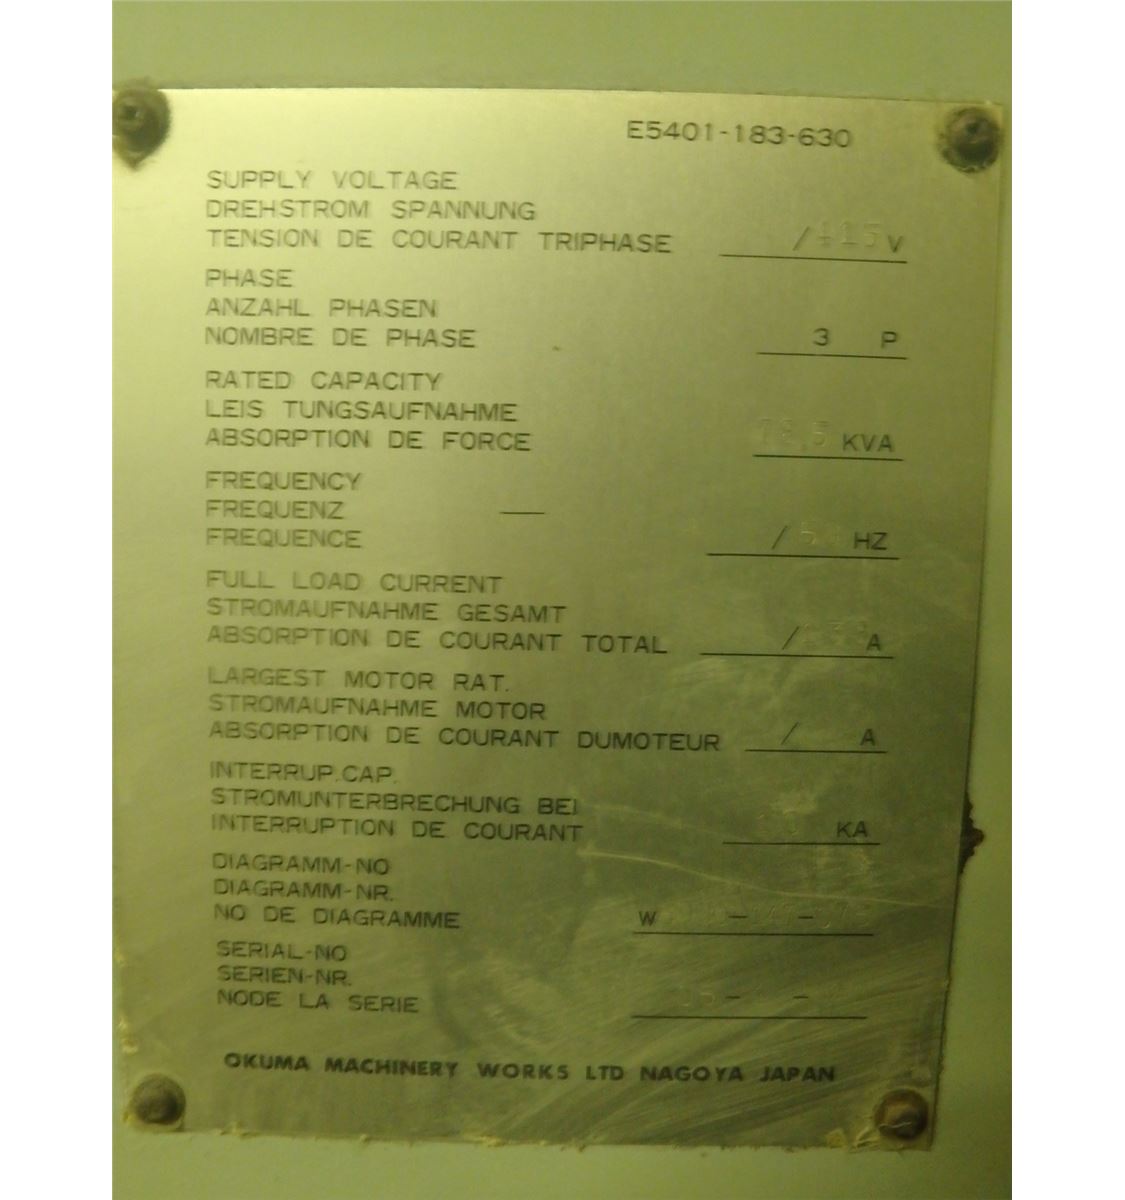 E5401-183-630
SUPPLY VOLTAGE
DREHSTROM SPANNUNG
TENSION DE COURANT TRIPHASE /415 V
PHASE
ANZAHL PHASEN
NOMBRE DE PHASE 3 P
RATED CAPACITY
LEIS TUNGSAUFNAHME
ABSORPTION DE FORCE KVA
FREQUENCY
FREQUENZ
FREQUENCE / HZ
FULL LOAD CURRENT
STROMAUFNAHME GESAMT
ABSORPTION DE COURANT TOTAL / A
LARGEST MOTOR RAT.
STROMAUFNAHME MOTOR
ABSORPTION DE COURANT DUMOTEUR / A
INTERRUP.CAP.
STROMUNTERBRECHUNG BEI
INTERRUPTION DE COURANT KA
DIAGRAMM-NO
DIAGRAMM-NR.
NO DE DIAGRAMME W
SERIAL-NO
SERIEN-NR.
NODE LA SERIE
OKUMA MACHINERY WORKS LTD NAGOYA JAPAN